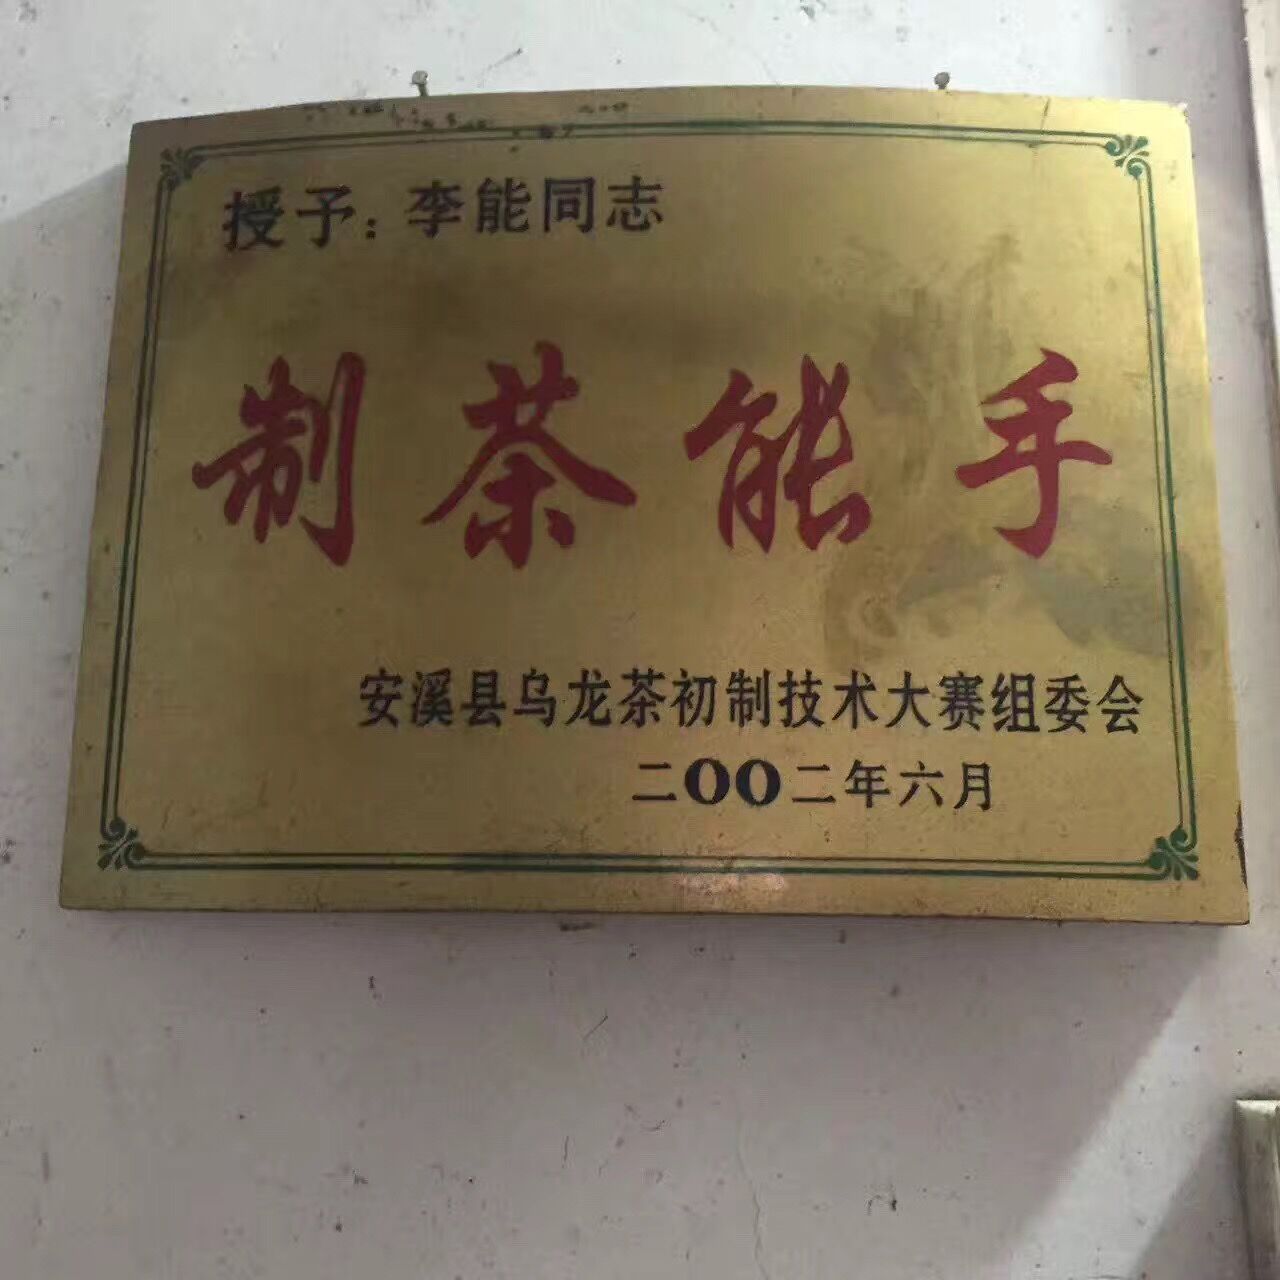 授予：李能同志
制茶能手
安溪县乌龙茶初制技术大赛组委会
二OO二年六月